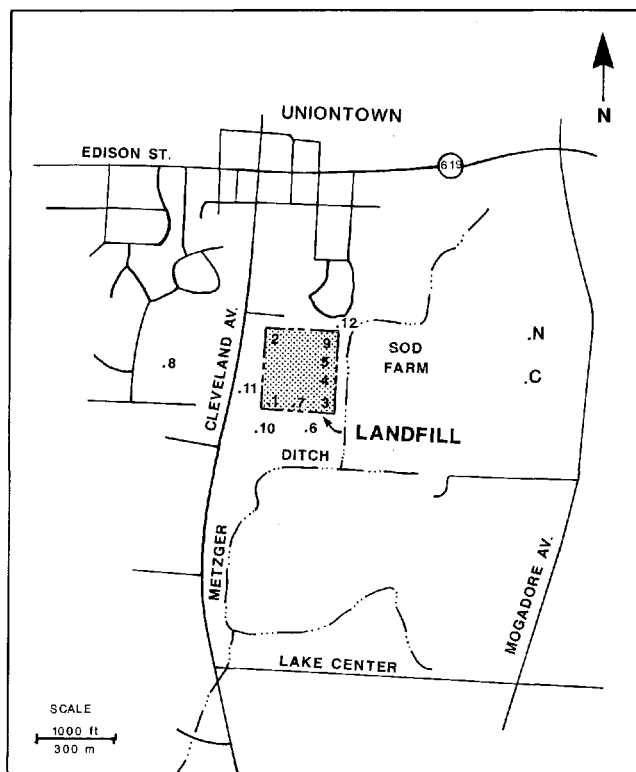 UNIONTOWN
N
EDISON ST.
619
CLEVELAND AV.
.12
2
9
SOD
FARM
.N
5
.8
4
.C
.11
.1
.7
3
.10
.6
LANDFILL
DITCH
METZGER
MOGADORE AV.
LAKE CENTER
SCALE
1000 ft
300 m